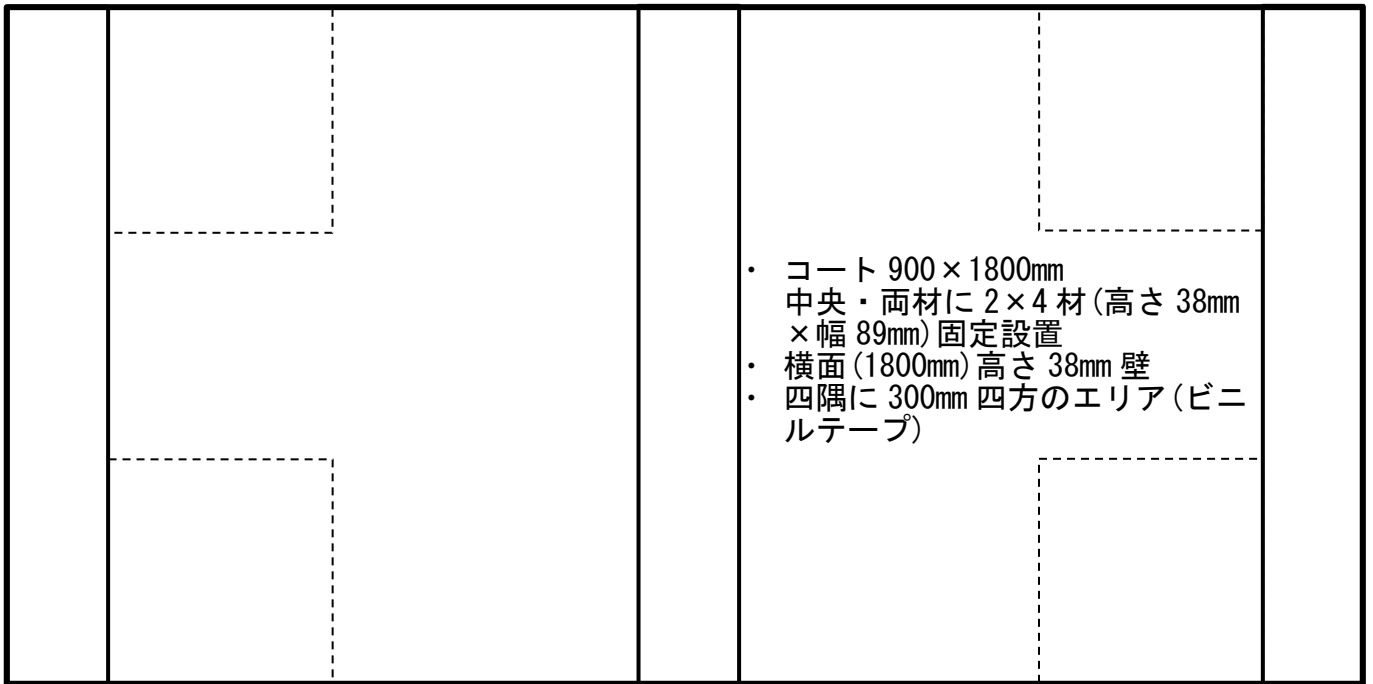 ・ コート 900×1800mm
中央・両材に 2×4 材(高さ 38mm
×幅 89mm)固定設置
・ 横面(1800mm)高さ 38mm 壁
・ 四隅に 300mm 四方のエリア(ビニ
ルテープ)